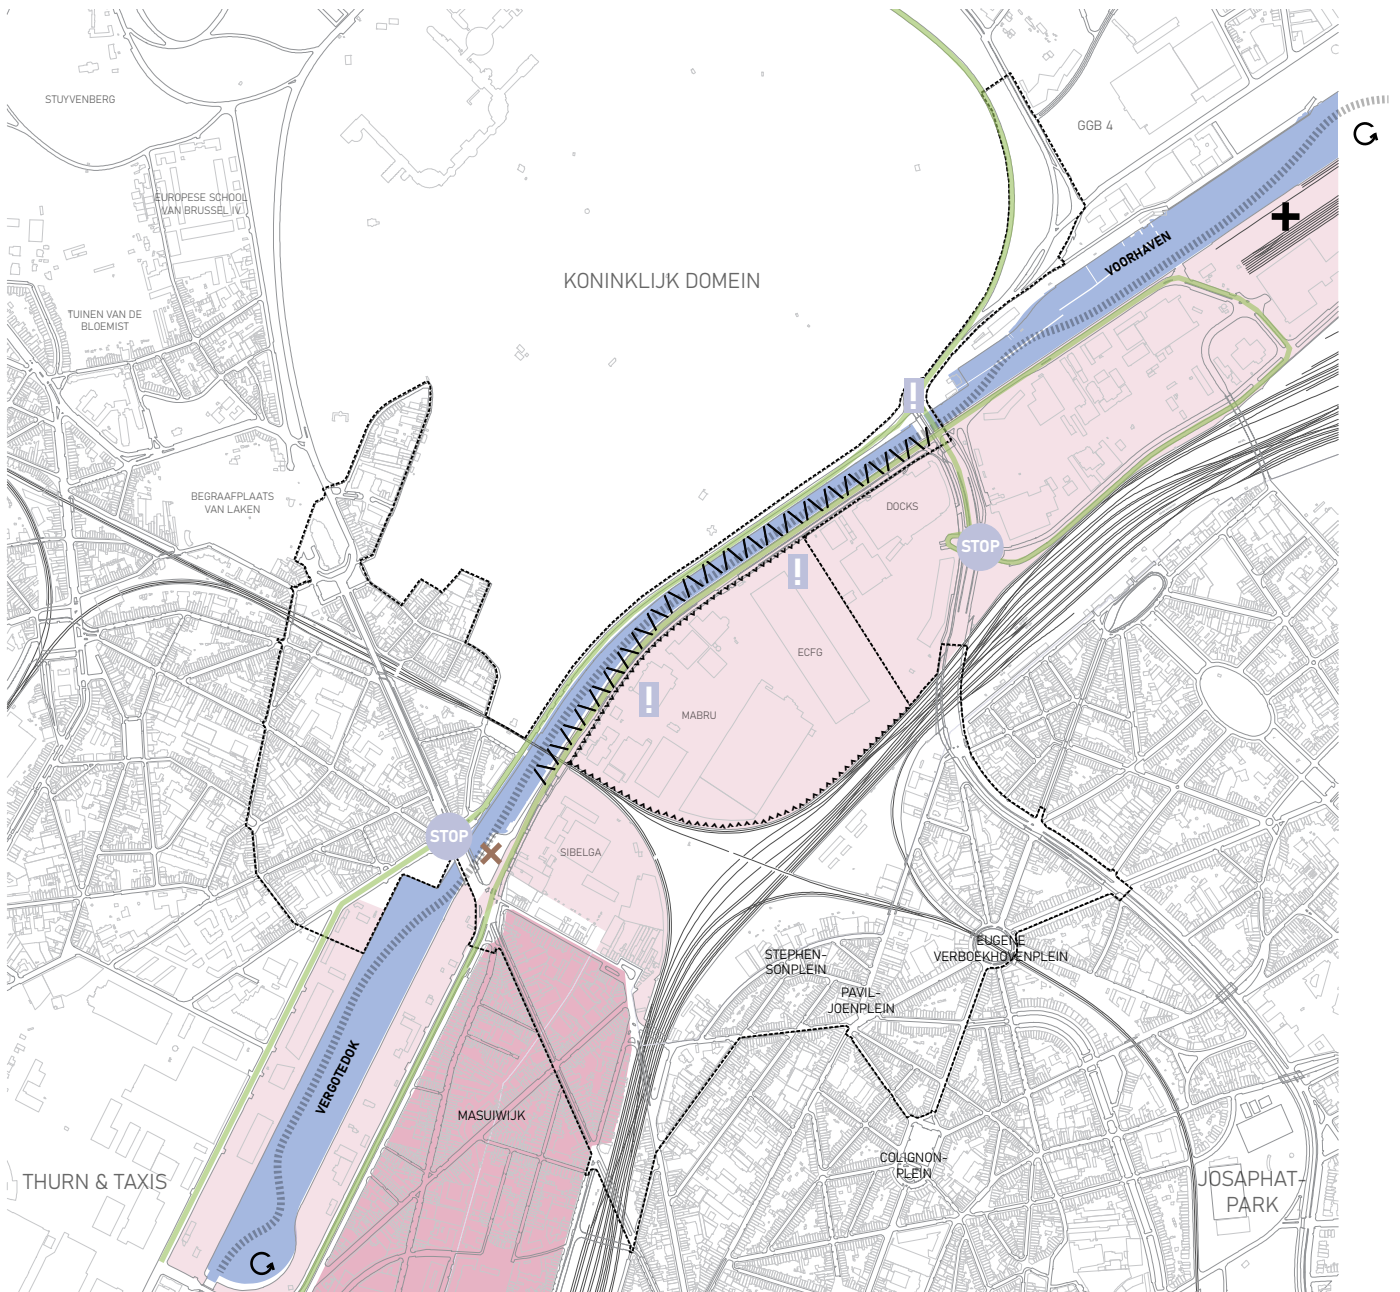 STUYVENBERG
GGB 4
EUROPESE SCHOOL
VAN BRUSSEL IV
VOORHAVEN
KONINKLIJK DOMEIN
TUINEN VAN DE
BLOEMIST
!
BEGRAAFPLAATS
VAN LAKEN
DOCKS
STOP
!
ECFG
!
MABRU
STOP
SIBELGA
EUGENE
VERBOEKHOVENPLEIN
STEPHEN-
SONPLEIN
PAVIL-
JOENPLEIN
VERGOTEDOK
MASUIWIJK
COLIGNON-
PLEIN
THURN & TAXIS
JOSAPHAT-
PARK